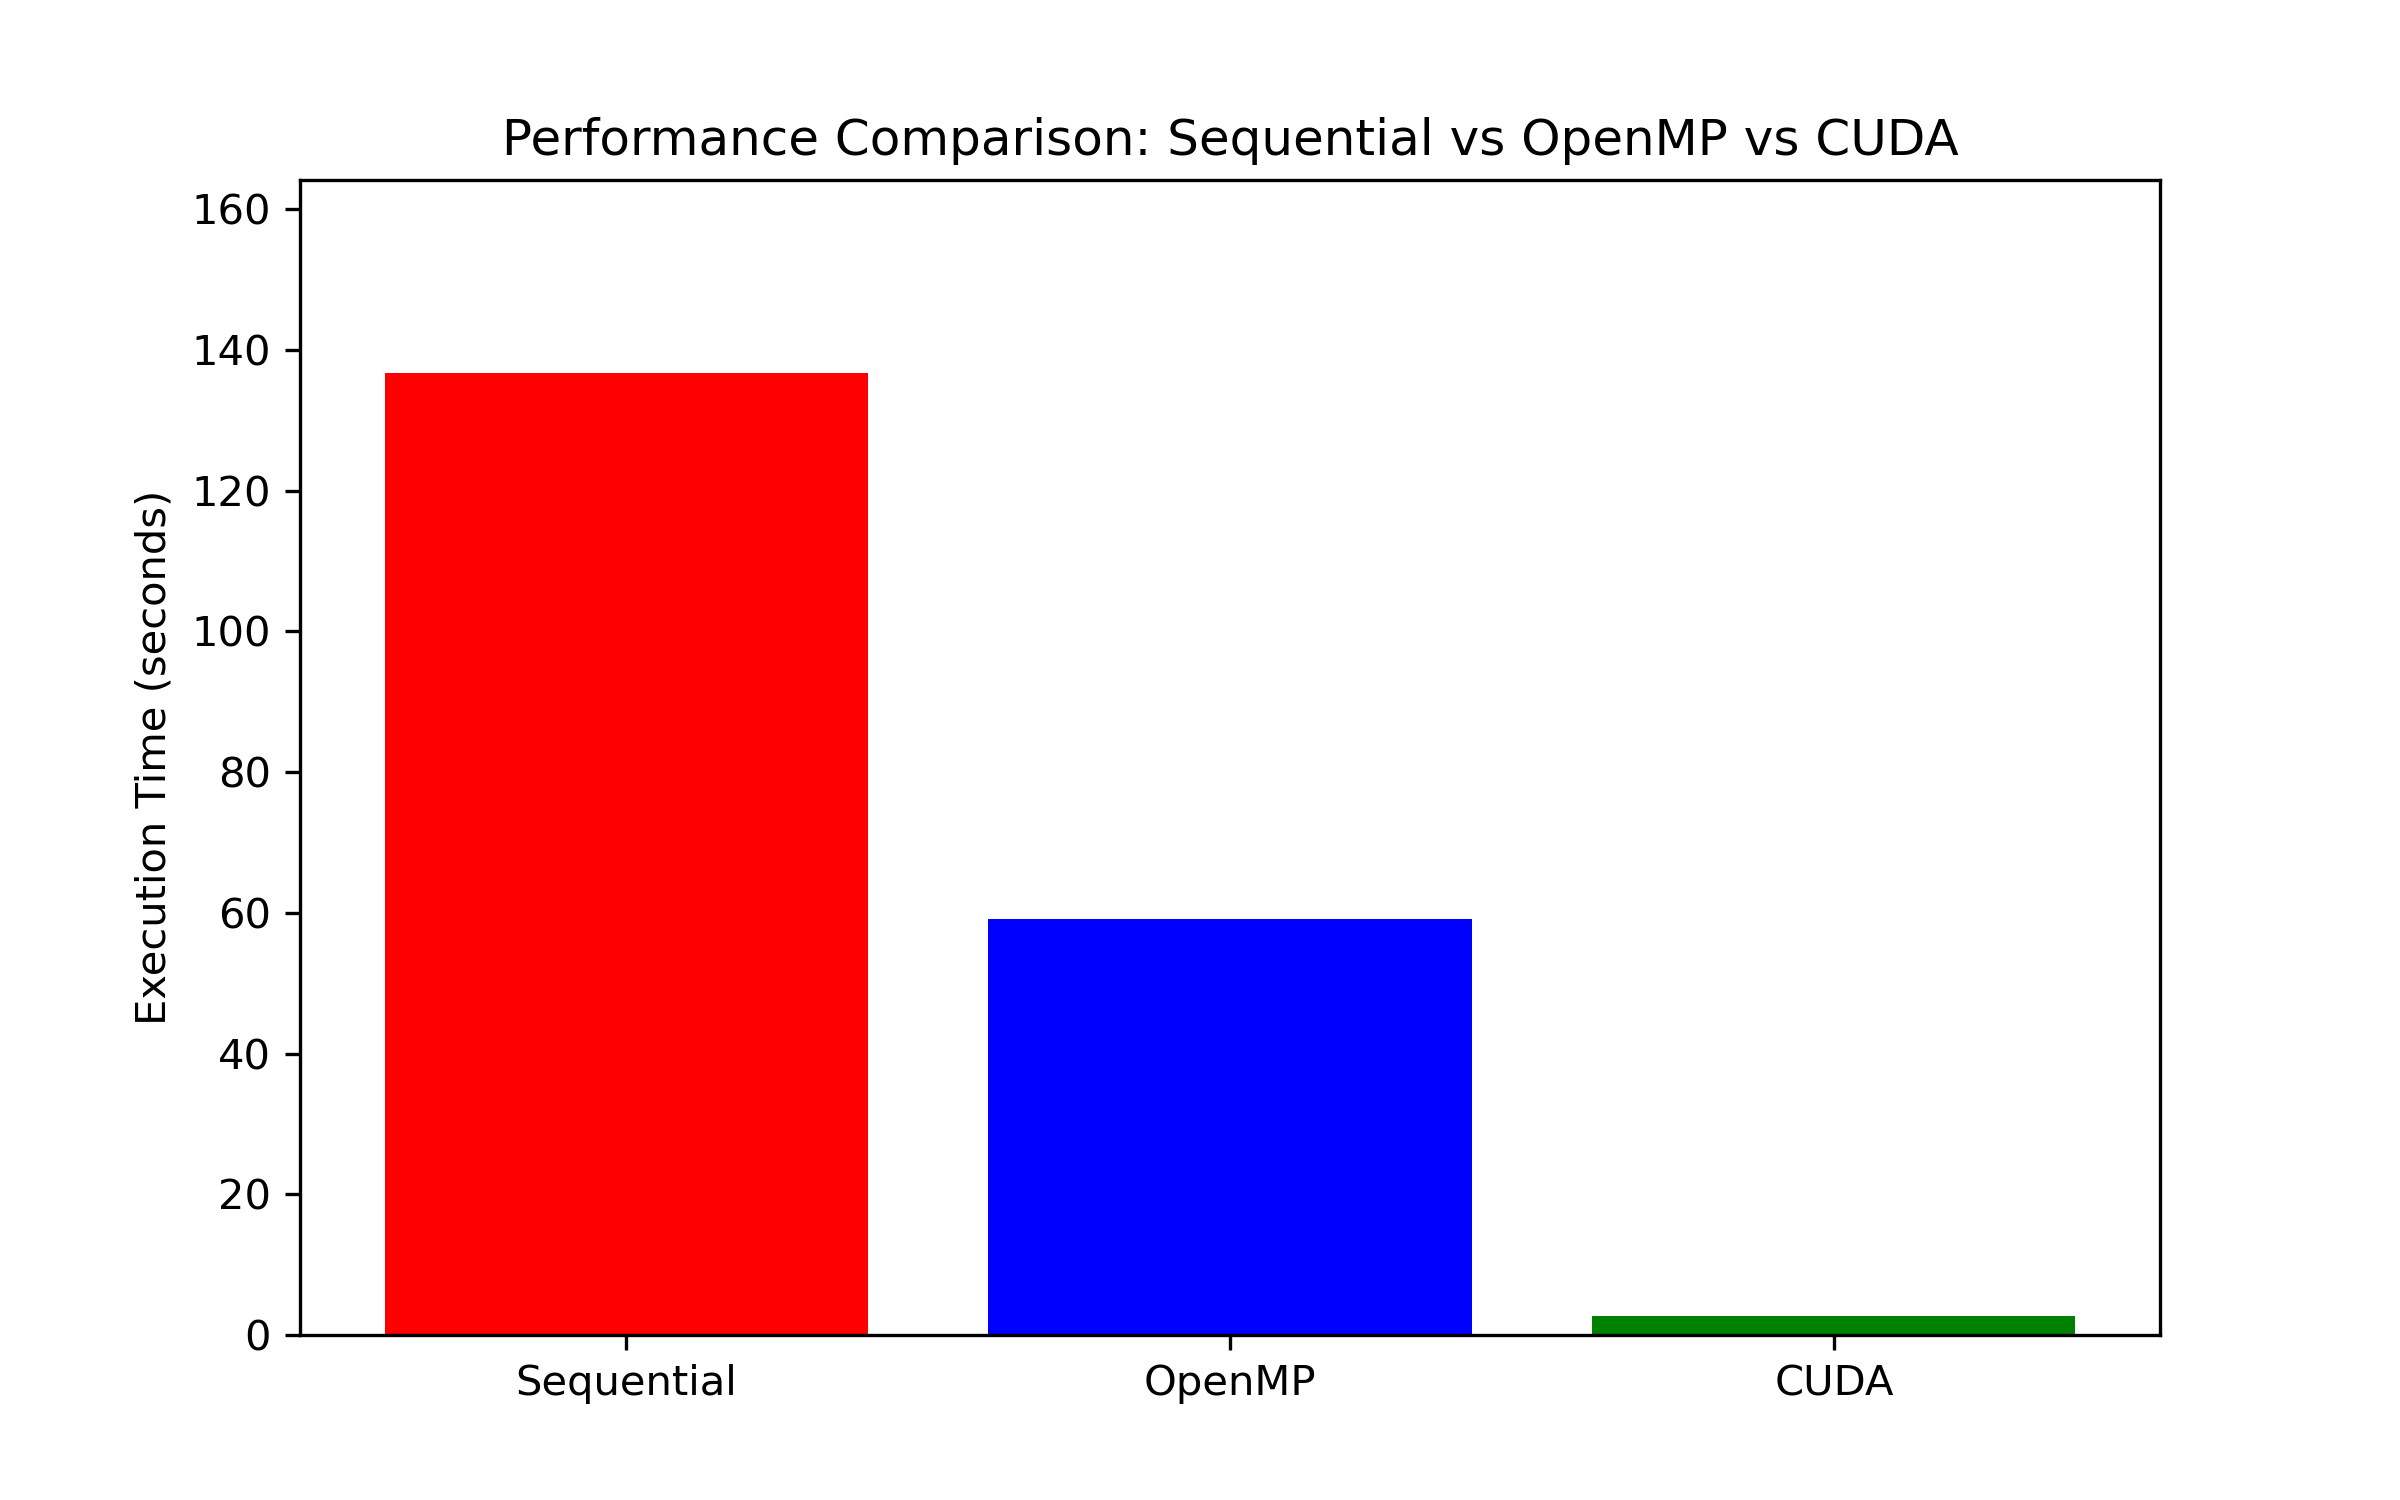 Performance Comparison: Sequential vs OpenMP vs CUDA
Execution Time (seconds)
160
140
120
100
80
60
40
20
0
Sequential
OpenMP
CUDA